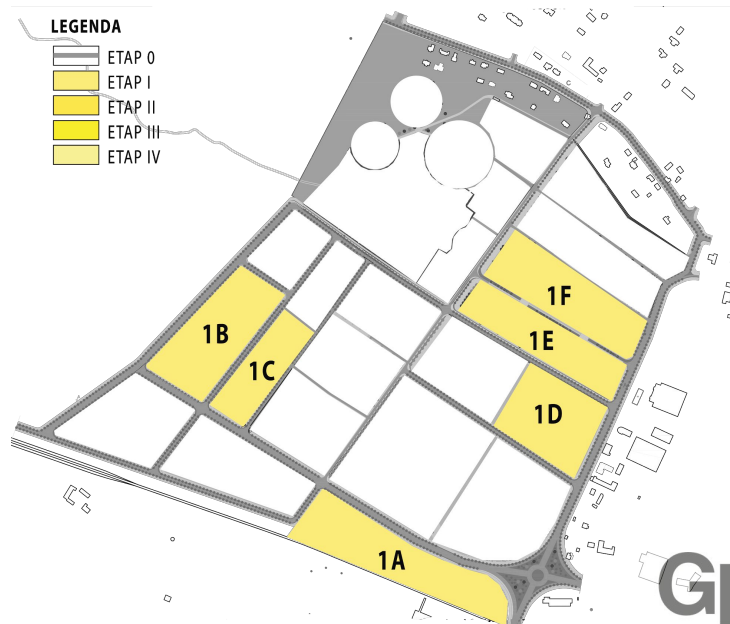 LEGENDA
ETAP 0
ETAP I
ETAP II
ETAP III
ETAP IV
1F
1B
1E
1C
1D
1A